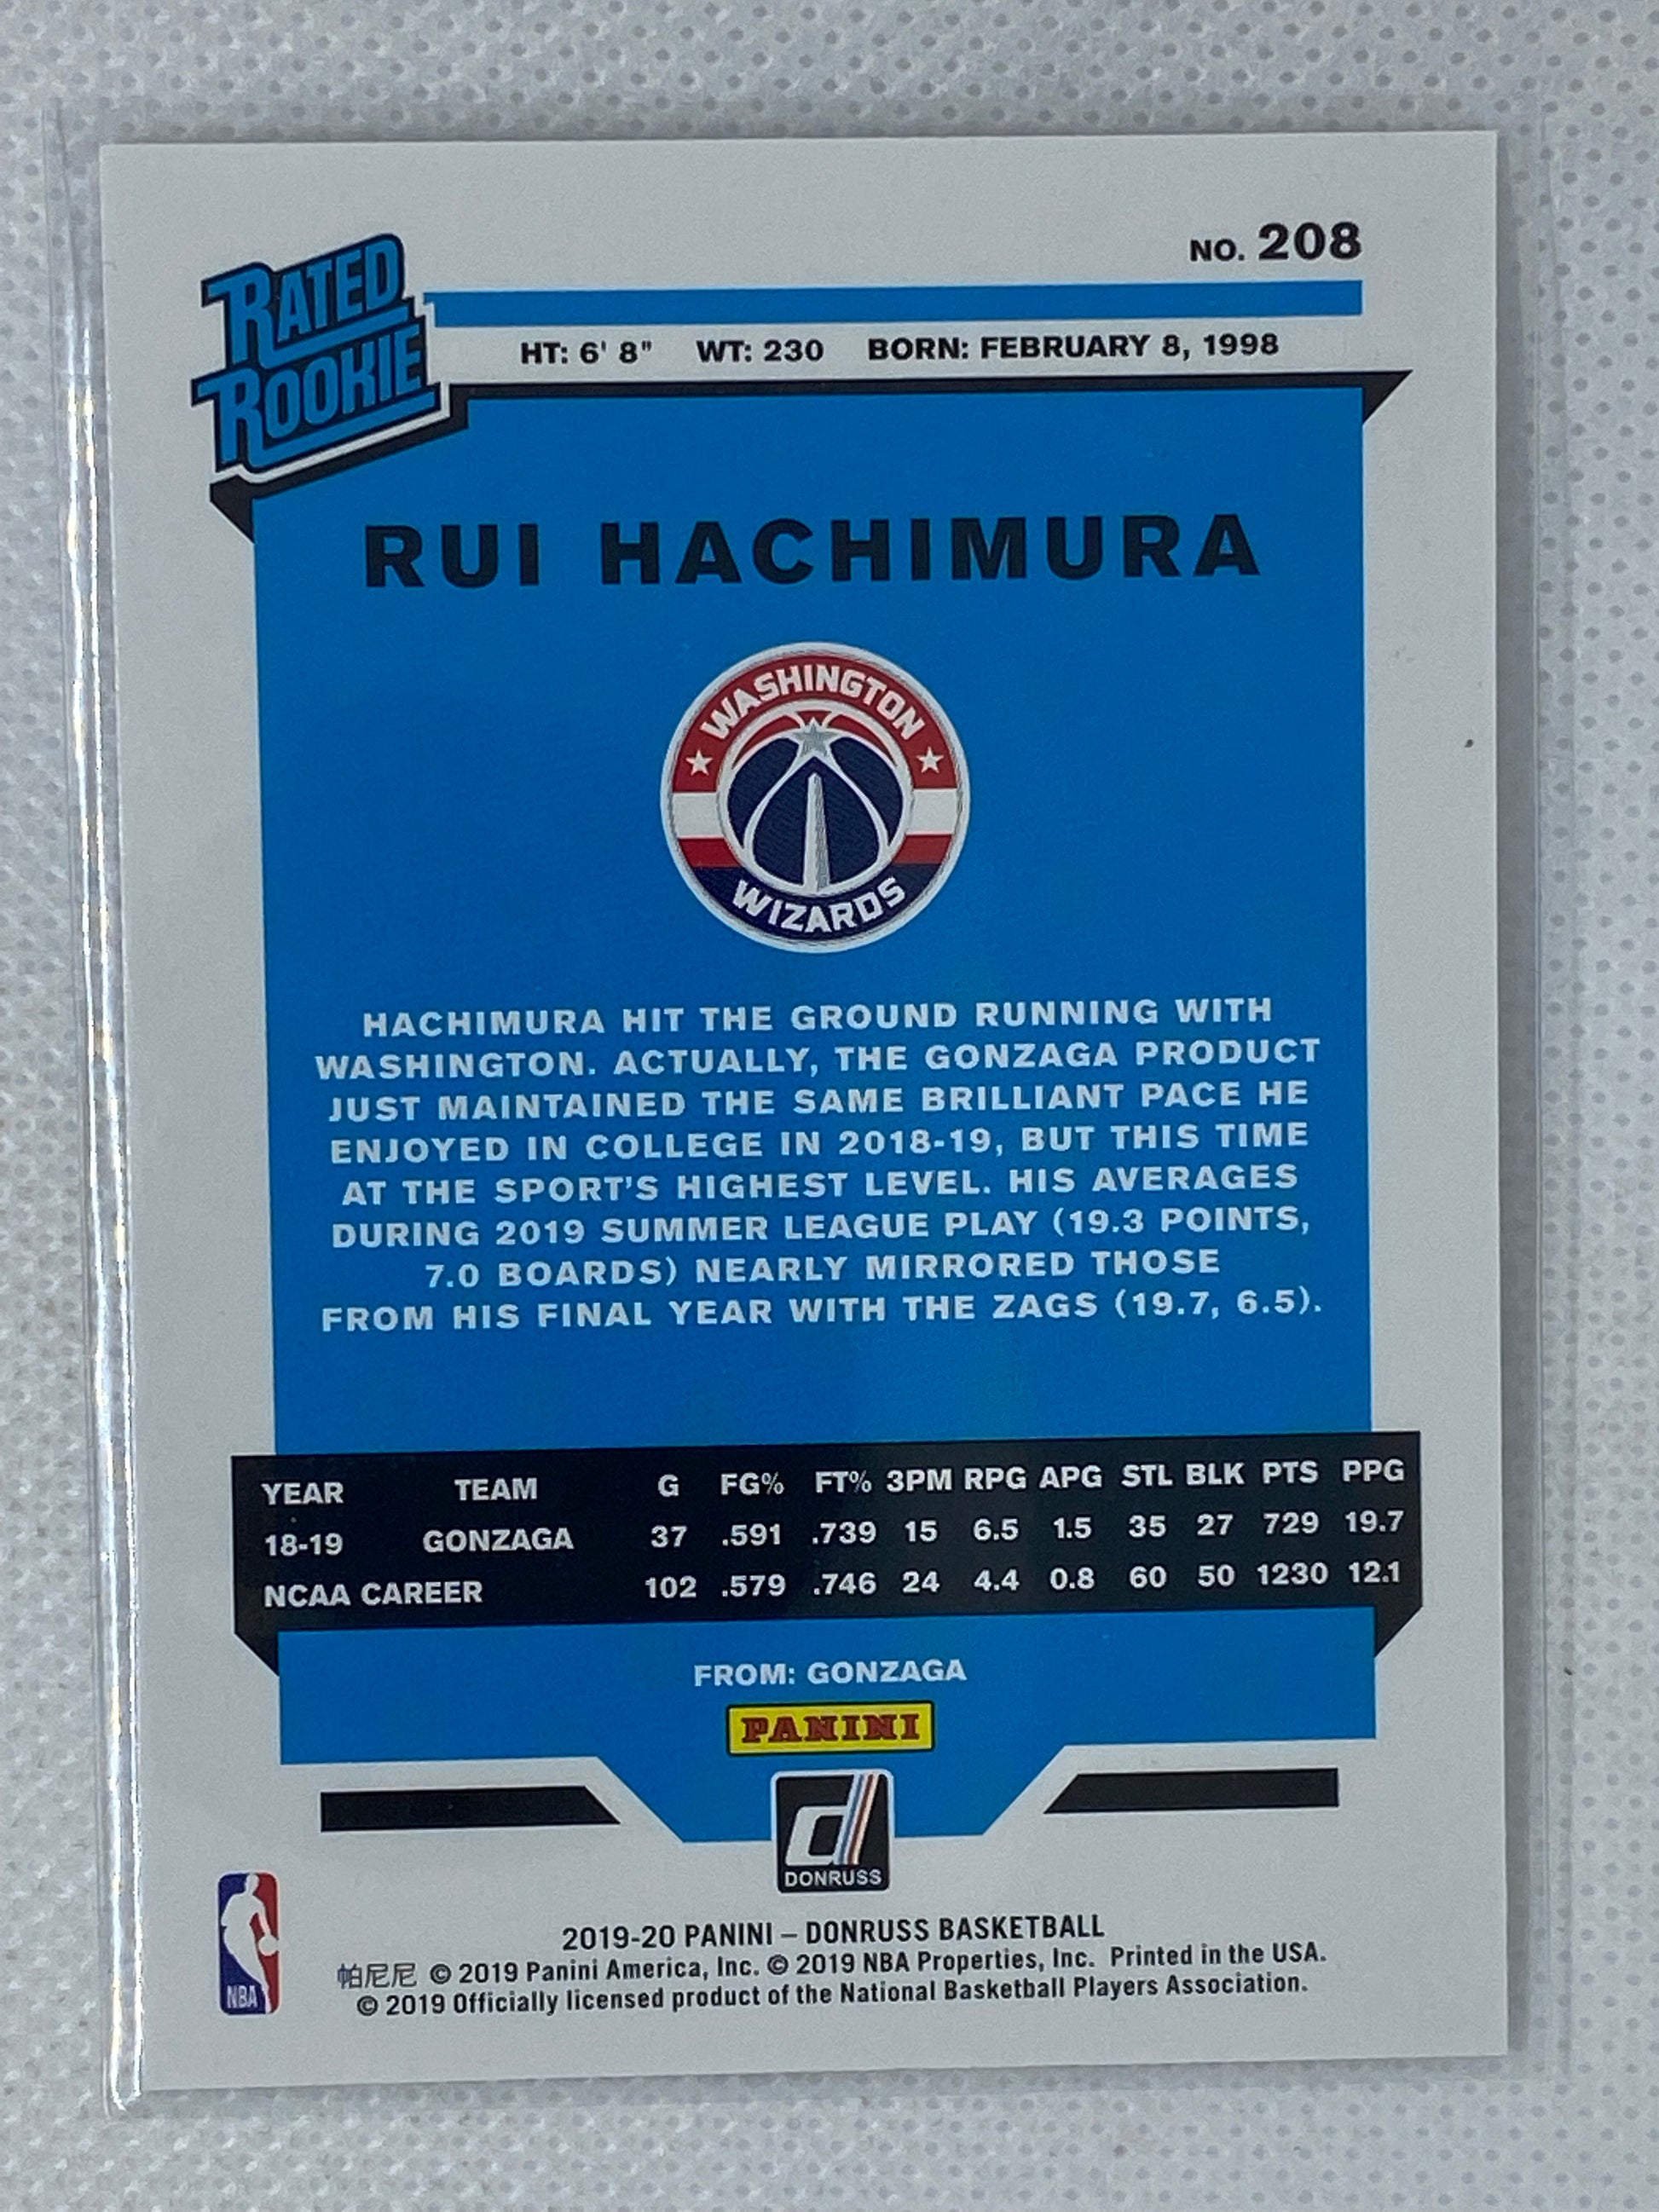 NO. 208
RATED
ROOKIE
HT: 6' 8" WT: 230 BORN: FEBRUARY 8, 1998
RUI HACHIMURA
WASHINGTON
WIZARDS
HACHIMURA HIT THE GROUND RUNNING WITH
WASHINGTON. ACTUALLY, THE GONZAGA PRODUCT
JUST MAINTAINED THE SAME BRILLIANT PACE HE
ENJOYED IN COLLEGE IN 2018-19, BUT THIS TIME
AT THE SPORT'S HIGHEST LEVEL. HIS AVERAGES
DURING 2019 SUMMER LEAGUE PLAY (19.3 POINTS,
7.0 BOARDS) NEARLY MIRRORED THOSE
FROM HIS FINAL YEAR WITH THE ZAGS (19.7, 6.5).
YEAR TEAM G FG% FT% 3PM RPG APG STL BLK PTS PPG
18-19 GONZAGA 37 .591 .739 15 6.5 1.5 35 27 729 19.7
NCAA CAREER 102 .579 .746 24 4.4 0.8 60 50 1230 12.1
FROM: GONZAGA
PANINI
d
DONRUSS
NBA
2019-20 PANINI – DONRUSS BASKETBALL
帕尼尼 © 2019 Panini America, Inc. © 2019 NBA Properties, Inc. Printed in the USA.
© 2019 Officially licensed product of the National Basketball Players Association.